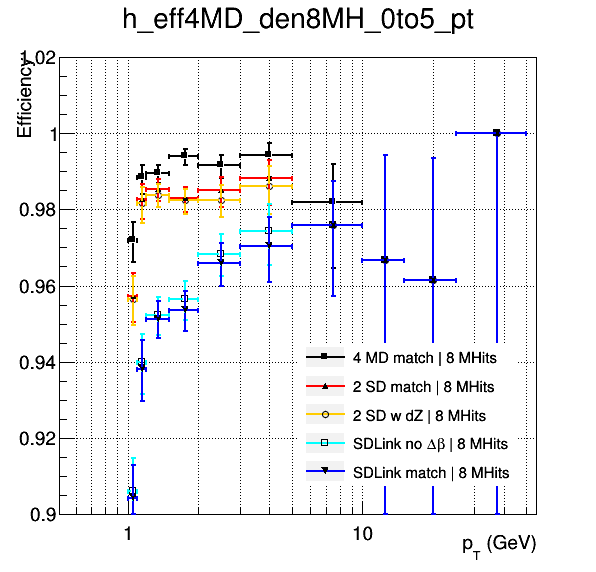 h_eff4MD_den8MH_0to5_pt
Efficiency
1.02
1
0.98
0.96
0.94
0.92
0.9
4 MD match | 8 MHits
2 SD match | 8 MHits
2 SD w dZ | 8 MHits
SDLink no Δβ | 8 MHits
SDLink match | 8 MHits
1
10
p_T (GeV)